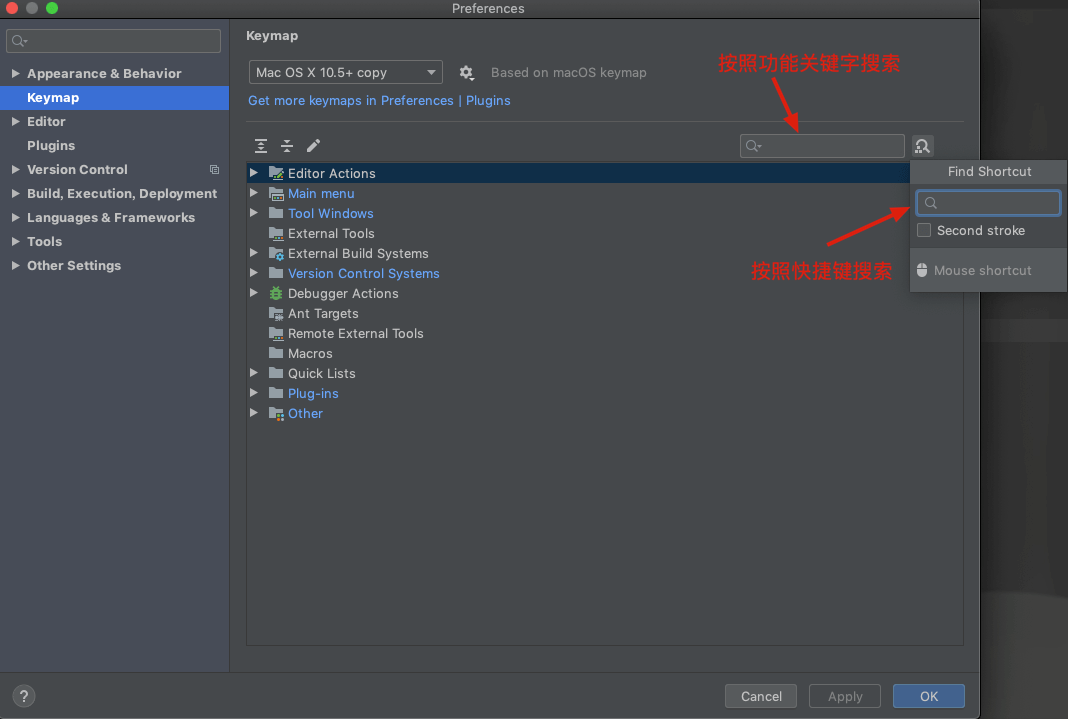 Preferences
Appearance & Behavior
Keymap
Editor
Plugins
Version Control
Build, Execution, Deployment
Languages & Frameworks
Tools
Other Settings
Keymap
Mac OS X 10.5+ copy
Based on macOS keymap
Get more keymaps in Preferences | Plugins
按照功能关键字搜索
Editor Actions
Main menu
Tool Windows
External Tools
External Build Systems
Version Control Systems
Debugger Actions
Ant Targets
Remote External Tools
Macros
Quick Lists
Plug-ins
Other
Find Shortcut
Second stroke
Mouse shortcut
按照快捷键搜索
?
Cancel
Apply
OK